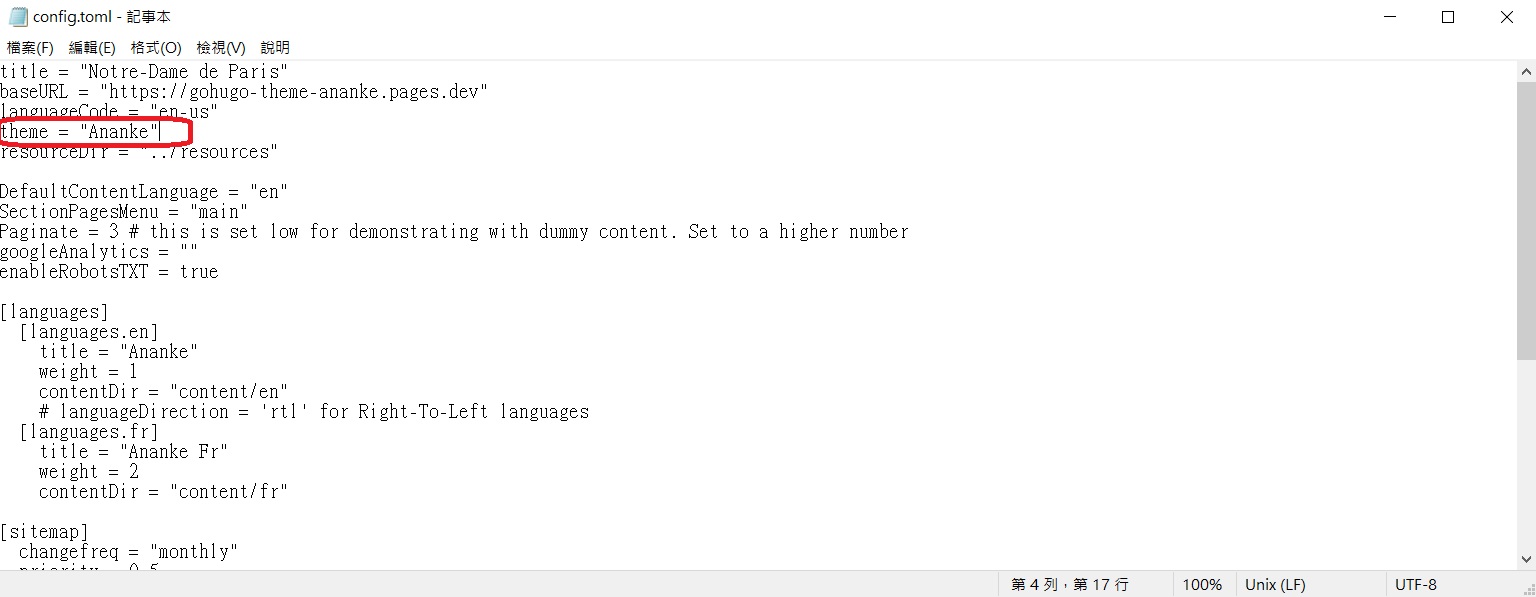 config.toml - 記事本
檔案(F) 編輯(E) 格式(O) 檢視(V) 說明
title = "Notre-Dame de Paris"
baseURL = "https://gohugo-theme-ananke.pages.dev"
languageCode = "en-us"
theme = "Ananke"
resourceDir = "../resources"
DefaultContentLanguage = "en"
SectionPagesMenu = "main"
Paginate = 3 # this is set low for demonstrating with dummy content. Set to a higher number
googleAnalytics = ""
enableRobotsTXT = true
[languages]
[languages.en]
title = "Ananke"
weight = 1
contentDir = "content/en"
# languageDirection = 'rtl' for Right-To-Left languages
[languages.fr]
title = "Ananke Fr"
weight = 2
contentDir = "content/fr"
[sitemap]
changefreq = "monthly"
priority = 0.5
第 4 列，第 17 行 100% Unix (LF) UTF-8